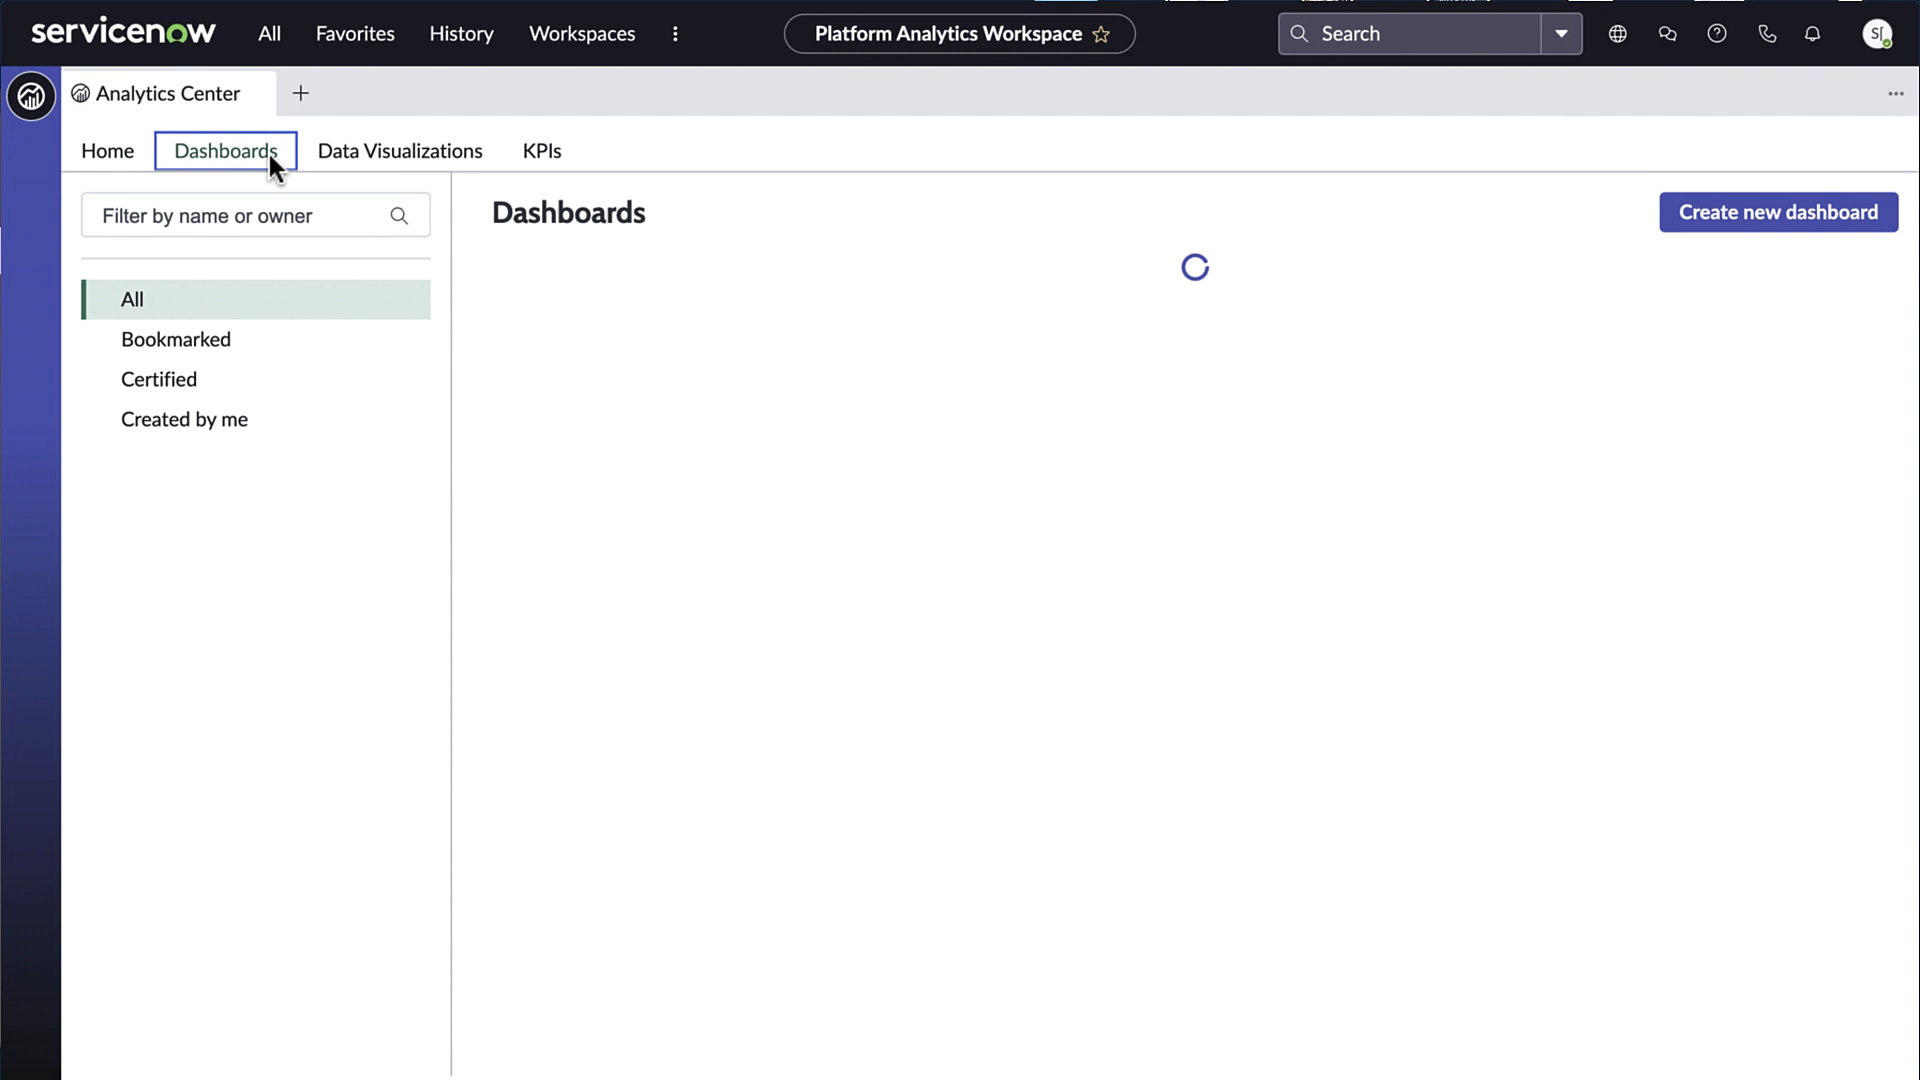 servicenow All Favorites History Workspaces Platform Analytics Workspace Search
Analytics Center
Home Dashboards Data Visualizations KPIs
Filter by name or owner
Dashboards
Create new dashboard
All
Bookmarked
Certified
Created by me